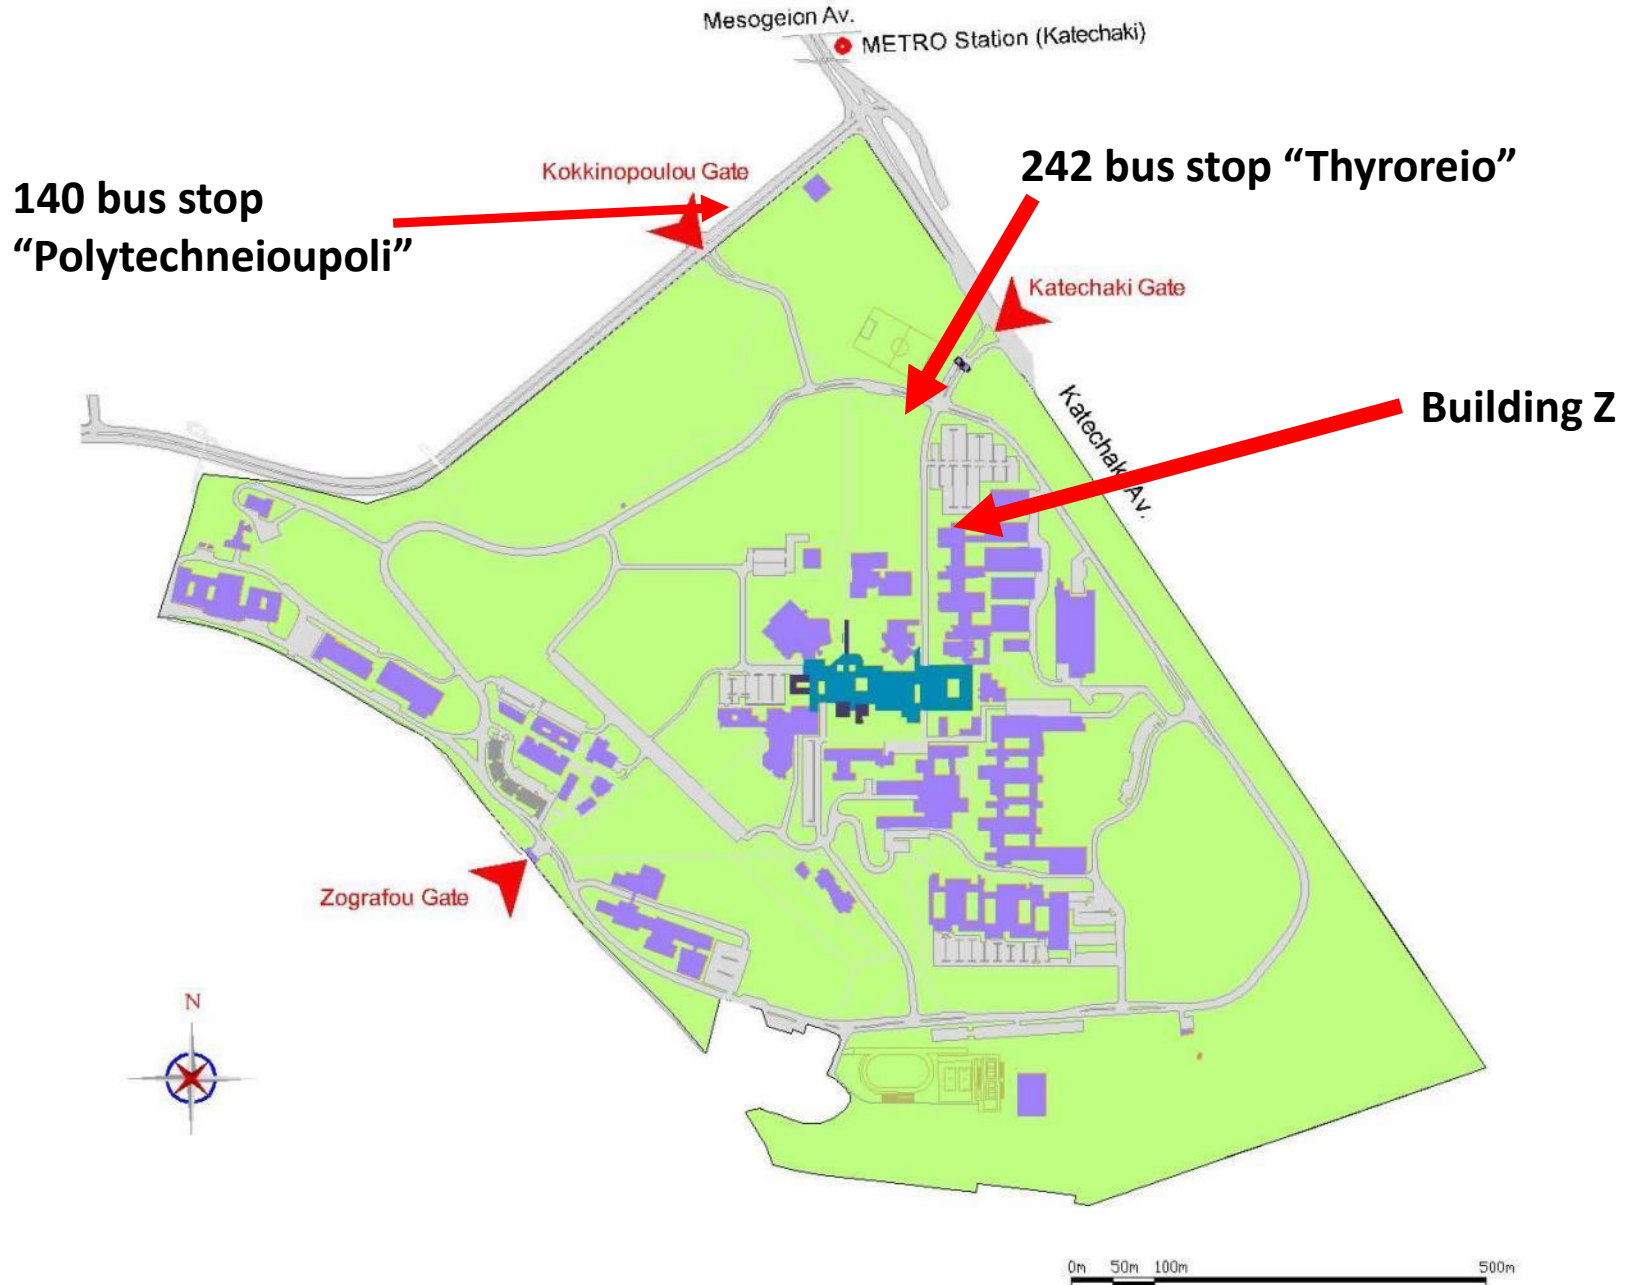 Mesogeion Av.
METRO Station (Katechaki)
242 bus stop “Thyroreio”
Kokkinopoulou Gate
140 bus stop
“Polytechneioupoli”
Katechaki Gate
Building Z
Katechaki Av.
Zografou Gate
N
0m 50m 100m 500m